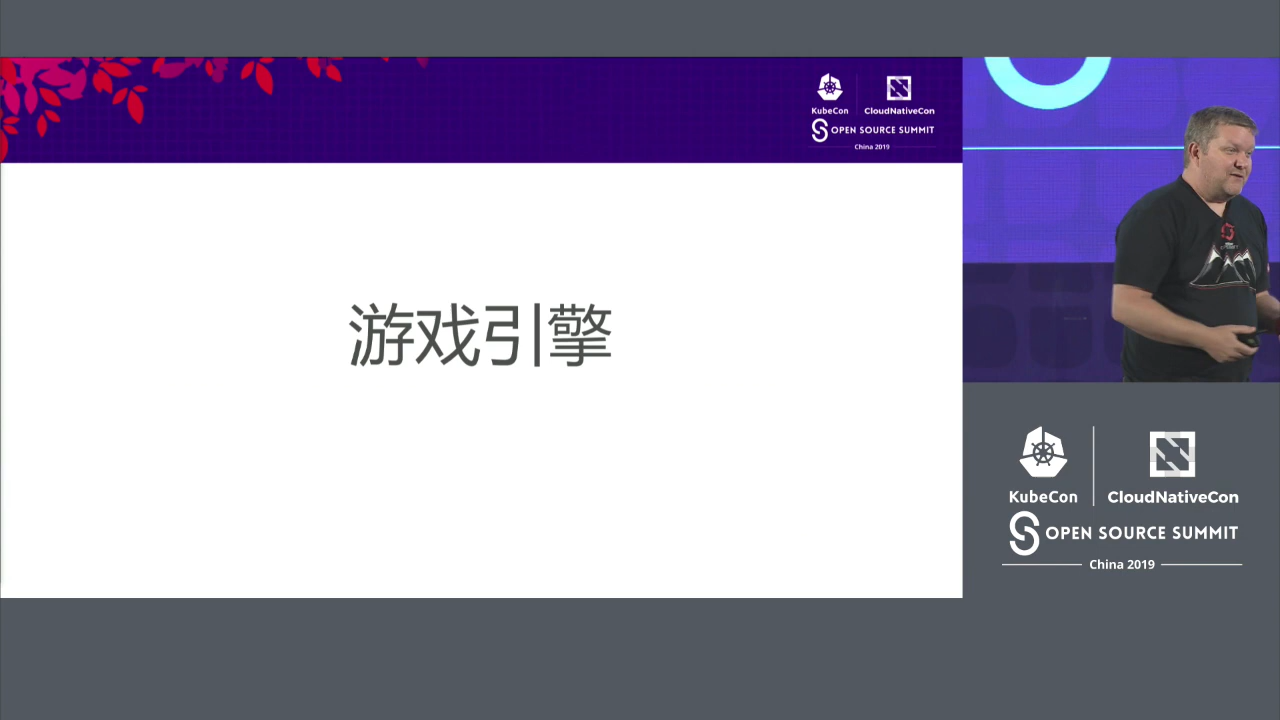 KubeCon
CloudNativeCon
OPEN SOURCE SUMMIT
China 2019
游戏引擎
KubeCon
CloudNativeCon
OPEN SOURCE SUMMIT
China 2019